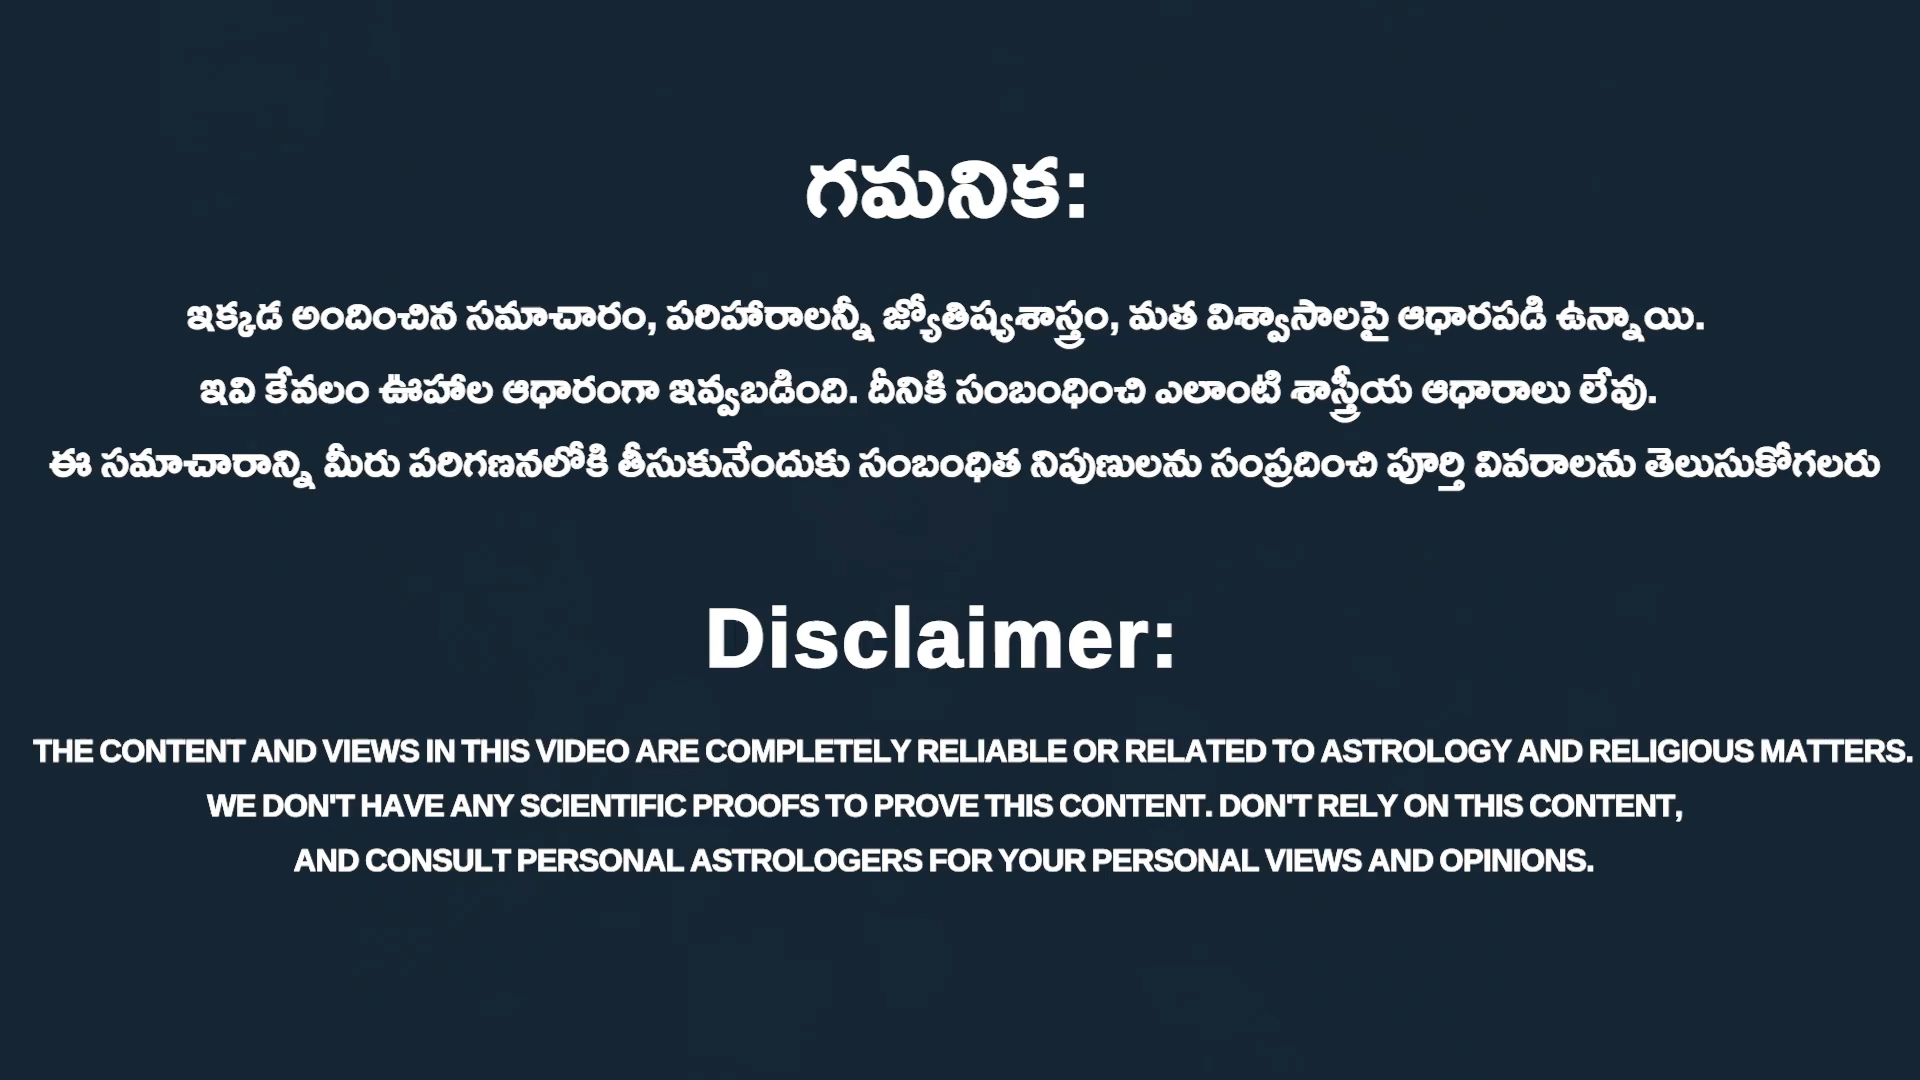 గమనిక:
ఇక్కడ అందించిన సమాచారం, పరిహారాలన్నీ జ్యోతిష్యశాస్త్రం, మత విశ్వాసాలపై ఆధారపడి ఉన్నాయి.
ఇవి కేవలం ఊహాల ఆధారంగా ఇవ్వబడింది. దీనికి సంబంధించి ఎలాంటి శాస్త్రీయ ఆధారాలు లేవు.
ఈ సమాచారాన్ని మీరు పరిగణనలోకి తీసుకునేందుకు సంబంధిత నిపుణులను సంప్రదించి పూర్తి వివరాలను తెలుసుకోగలరు
Disclaimer:
THE CONTENT AND VIEWS IN THIS VIDEO ARE COMPLETELY RELIABLE OR RELATED TO ASTROLOGY AND RELIGIOUS MATTERS.
WE DON'T HAVE ANY SCIENTIFIC PROOFS TO PROVE THIS CONTENT. DON'T RELY ON THIS CONTENT,
AND CONSULT PERSONAL ASTROLOGERS FOR YOUR PERSONAL VIEWS AND OPINIONS.